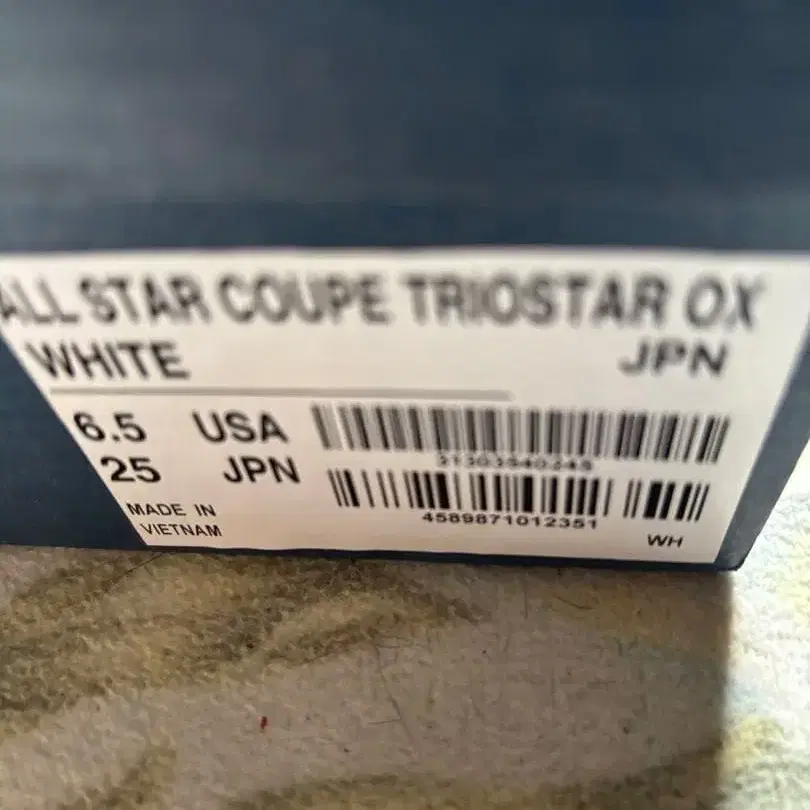 ALL STAR COUPE TRIOSTAR OX
WHITE JPN
6.5 USA
25 JPN
4589871012351
MADE IN
VIETNAM
WH